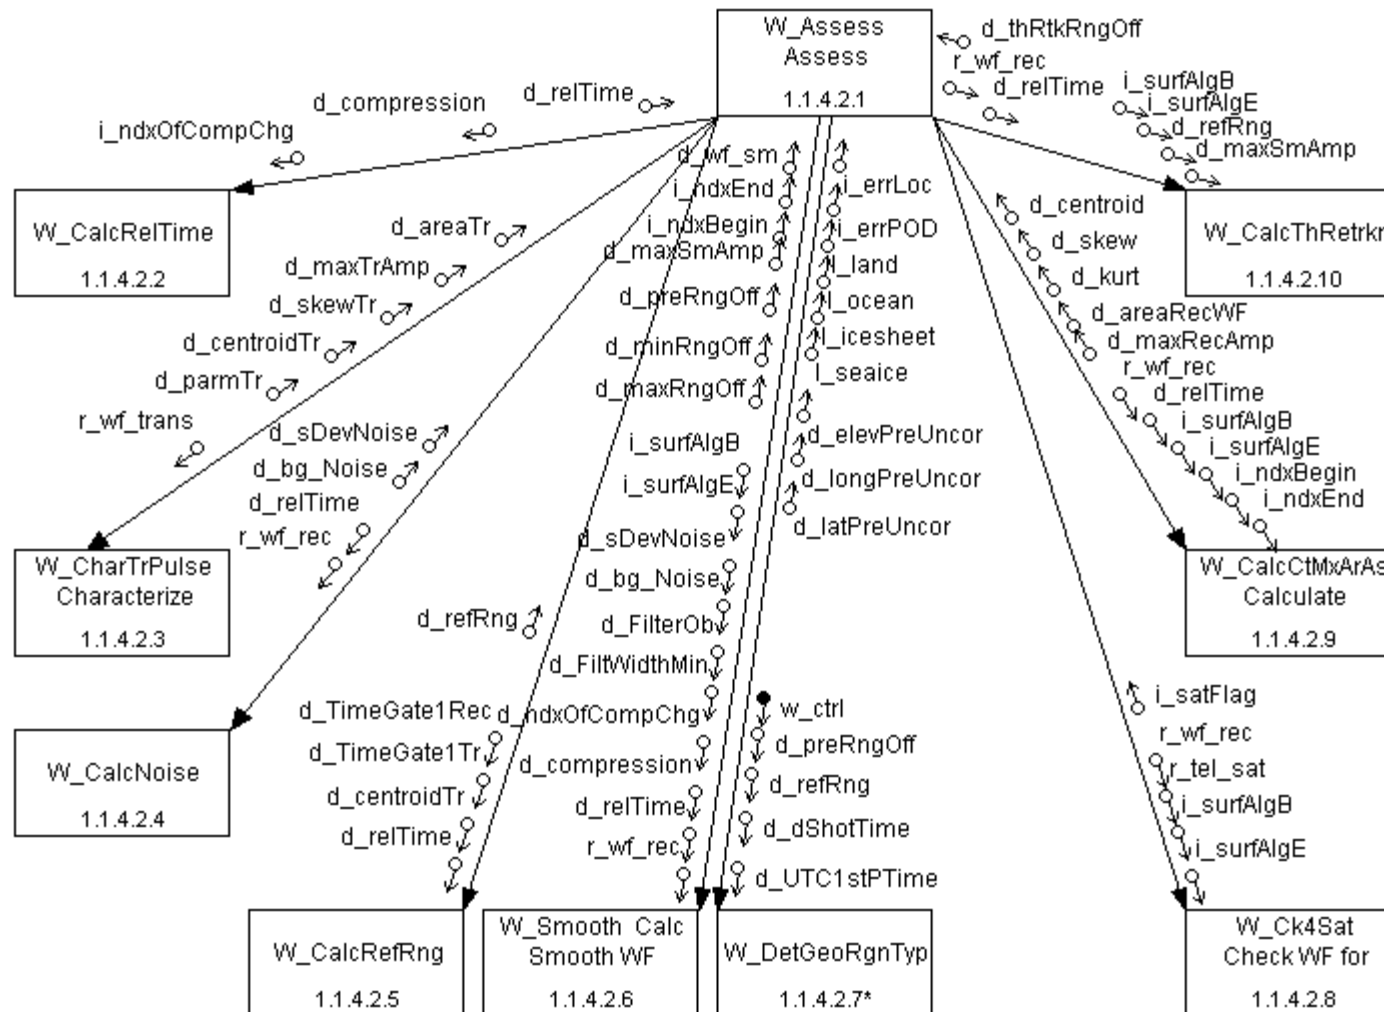 W_Assess
Assess
1.1.4.2.1
d_thRtkRngOff
r_wf_rec
d_relTime
i_surfAlgB
i_surfAlgE
d_refRng
d_maxSmAmp
d_relTime
d_compression
i_ndxOfCompChg
W_CalcRelTime
1.1.4.2.2
d_areaTr
d_maxTrAmp
d_skewTr
d_centroidTr
d_parmTr
r_wf_trans
W_CharTrPulse
Characterize
1.1.4.2.3
d_sDevNoise
d_bg_Noise
d_relTime
r_wf_rec
W_CalcNoise
1.1.4.2.4
d_refRng
d_TimeGate1Rec
d_TimeGate1Tr
d_centroidTr
d_relTime
W_CalcRefRng
1.1.4.2.5
d_wf_sm
i_ndxEnd
i_ndxBegin
d_maxSmAmp
d_preRngOff
d_minRngOff
d_maxRngOff
i_surfAlgB
i_surfAlgE
d_sDevNoise
d_bg_Noise
d_FilterOb
d_FiltWidthMin
d_ndxOfCompChg
d_compression
d_relTime
r_wf_rec
W_Smooth Calc
Smooth WF
1.1.4.2.6
i_errLoc
i_errPOD
i_land
i_ocean
i_icesheet
i_seaice
d_elevPreUncor
d_longPreUncor
d_latPreUncor
w_ctrl
d_preRngOff
d_refRng
d_dShotTime
d_UTC1stPTime
W_DetGeoRgnTyp
1.1.4.2.7*
i_satFlag
r_wf_rec
r_tel_sat
i_surfAlgB
i_surfAlgE
W_Ck4Sat
Check WF for
1.1.4.2.8
d_centroid
d_skew
d_kurt
d_areaRecWF
d_maxRecAmp
r_wf_rec
d_relTime
i_surfAlgB
i_surfAlgE
i_ndxBegin
i_ndxEnd
W_CalcCtMxArAs
Calculate
1.1.4.2.9
W_CalcThRetrkr
1.1.4.2.10